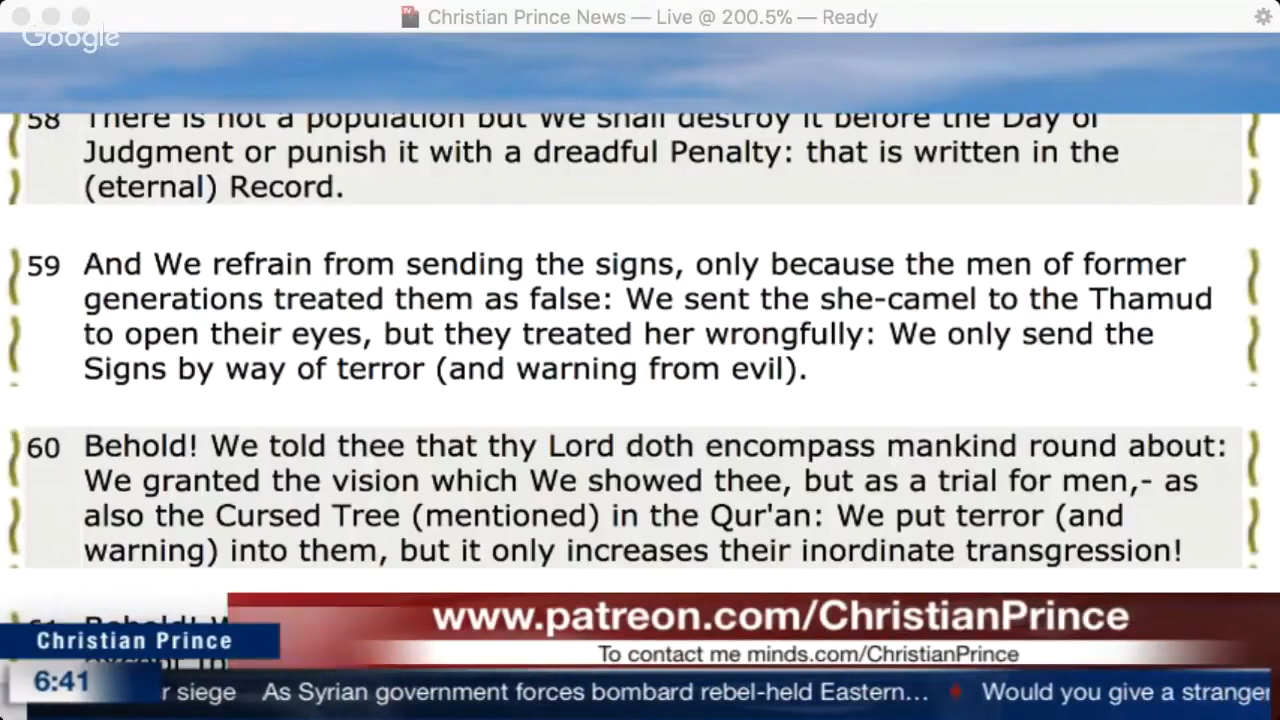 Christian Prince News — Live @ 200.5% — Ready
Google
58 There is not a population but We shall destroy it before the Day of
Judgment or punish it with a dreadful Penalty: that is written in the
(eternal) Record.
59 And We refrain from sending the signs, only because the men of former
generations treated them as false: We sent the she-camel to the Thamud
to open their eyes, but they treated her wrongfully: We only send the
Signs by way of terror (and warning from evil).
60 Behold! We told thee that thy Lord doth encompass mankind round about:
We granted the vision which We showed thee, but as a trial for men,- as
also the Cursed Tree (mentioned) in the Qur'an: We put terror (and
warning) into them, but it only increases their inordinate transgression!
www.patreon.com/ChristianPrince
Christian Prince
To contact me minds.com/ChristianPrince
6:41
r siege As Syrian government forces bombard rebel-held Eastern... Would you give a stranger